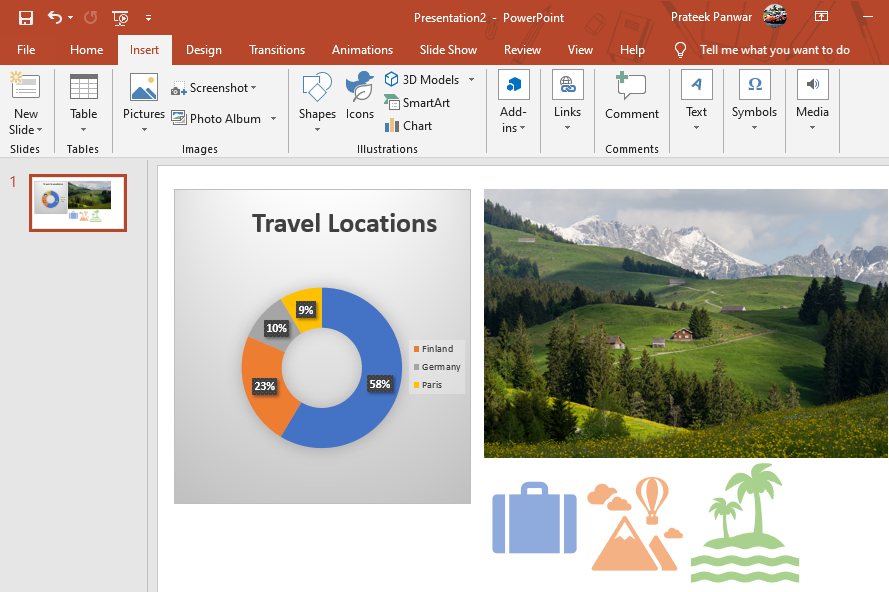 Presentation2 - PowerPoint
Prateek Panwar
File Home Insert Design Transitions Animations Slide Show Review View Help Tell me what you want to do
New Slide
Table
Pictures
Screenshot
Photo Album
Shapes
Icons
3D Models
SmartArt
Chart
Add-ins
Links
Comment
Text
Symbols
Media
Slides
Tables
Images
Illustrations
Comments
1
Travel Locations
9%
10%
23%
58%
Finland
Germany
Paris